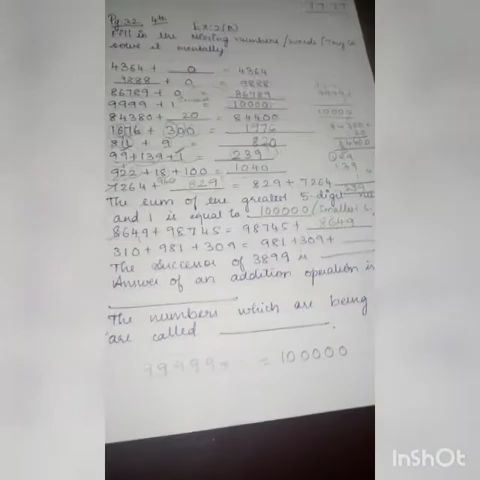 Pg.32 4th Ex:2(A)
Fill in the missing numbers/words (Try to
solve it mentally
4364 + 0 = 4364
9888 + 0 = 9888
86789 + 0 = 86789
9999 + 1 = 10000
84380 + 20 = 84400
1676 + 300 = 1976
811 + 9 = 820
99 + 139 + 1 = 239
922 + 18 + 100 = 1040
7264 + 829 = 829 + 7264
The sum of the greatest 5-digit
and 1 is equal to 100000 (Smallest 6
8649 + 98745 = 98745 + 8649
310 + 981 + 309 = 981 + 309 +
The successor of 3899 is
Answer of an addition operation is
The numbers which are being
are called .
99999 = 100000
InShOt